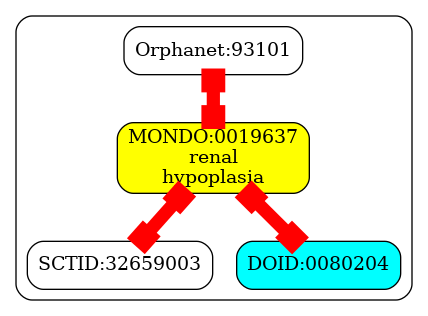 Orphanet:93101
MONDO:0019637
renal
hypoplasia
SCTID:32659003
DOID:0080204